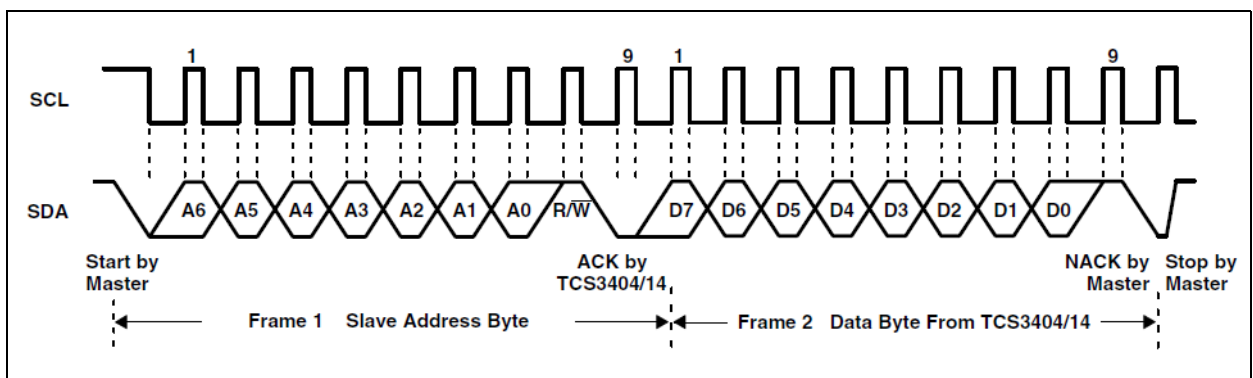 1 9 1 9
SCL
SDA A6 A5 A4 A3 A2 A1 A0 R/W̅ D7 D6 D5 D4 D3 D2 D1 D0
Start by Master
ACK by TCS3404/14
NACK by Master
Stop by Master
Frame 1 Slave Address Byte
Frame 2 Data Byte From TCS3404/14